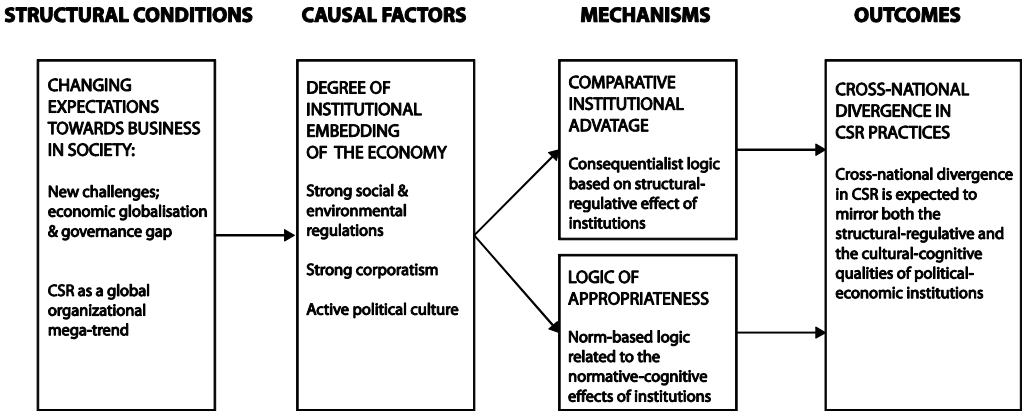 STRUCTURAL CONDITIONS
CAUSAL FACTORS
MECHANISMS
OUTCOMES
CHANGING
EXPECTATIONS
TOWARDS BUSINESS
IN SOCIETY:
New challenges;
economic globalisation
& governance gap
CSR as a global
organizational
mega-trend
DEGREE OF
INSTITUTIONAL
EMBEDDING
OF THE ECONOMY
Strong social &
environmental
regulations
Strong corporatism
Active political culture
COMPARATIVE
INSTITUTIONAL
ADVATAGE
Consequentialist logic
based on structural-
regulative effect of
institutions
LOGIC OF
APPROPRIATENESS
Norm-based logic
related to the
normative-cognitive
effects of institutions
CROSS-NATIONAL
DIVERGENCE IN
CSR PRACTICES
Cross-national divergence
in CSR is expected to
mirror both the
structural-regulative and
the cultural-cognitive
qualities of political-
economic institutions